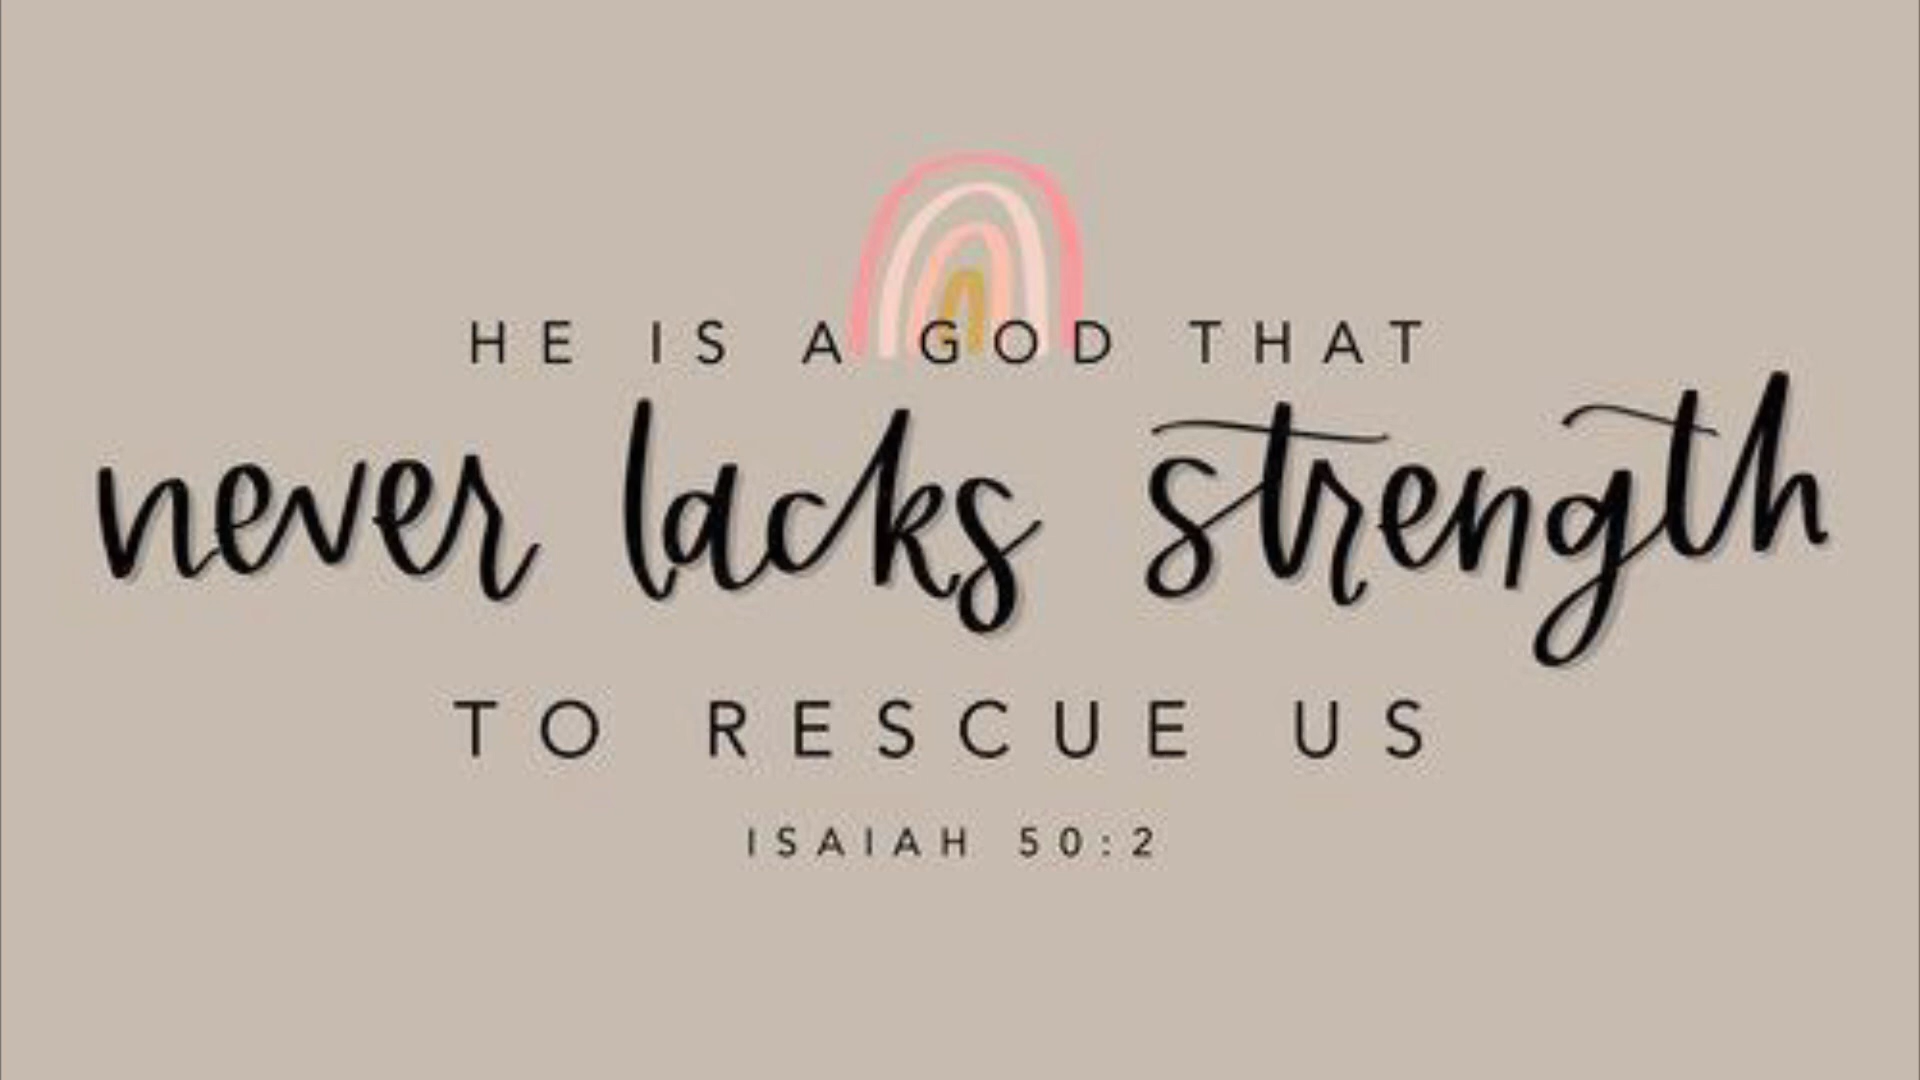 HE IS A GOD THAT
never lacks strength
TO RESCUE US
ISAIAH 50:2